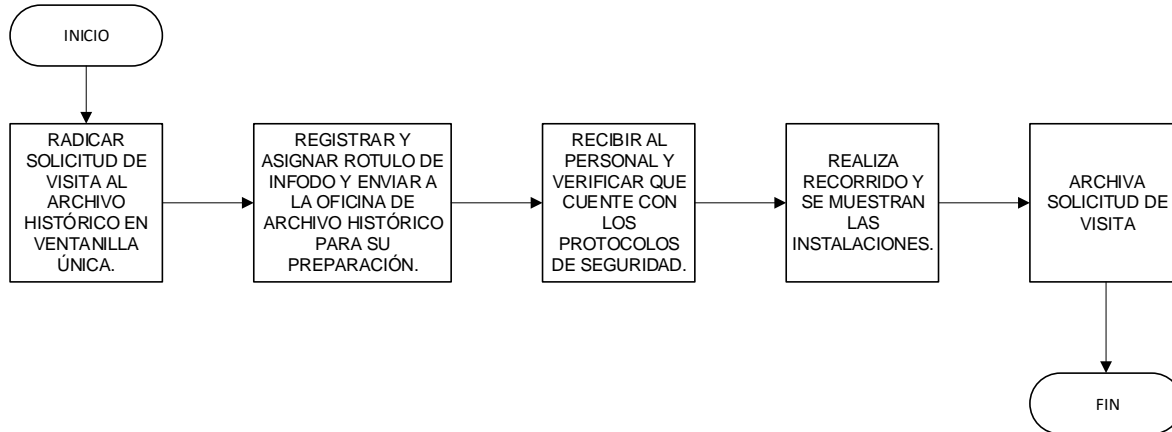 INICIO
RADICAR
SOLICITUD DE
VISITA AL
ARCHIVO
HISTÓRICO EN
VENTANILLA
ÚNICA.
REGISTRAR Y
ASIGNAR ROTULO DE
INFODO Y ENVIAR A
LA OFICINA DE
ARCHIVO HISTÓRICO
PARA SU
PREPARACIÓN.
RECIBIR AL
PERSONAL Y
VERIFICAR QUE
CUENTE CON
LOS
PROTOCOLOS
DE SEGURIDAD.
REALIZA
RECORRIDO Y
SE MUESTRAN
LAS
INSTALACIONES.
ARCHIVA
SOLICITUD DE
VISITA
FIN